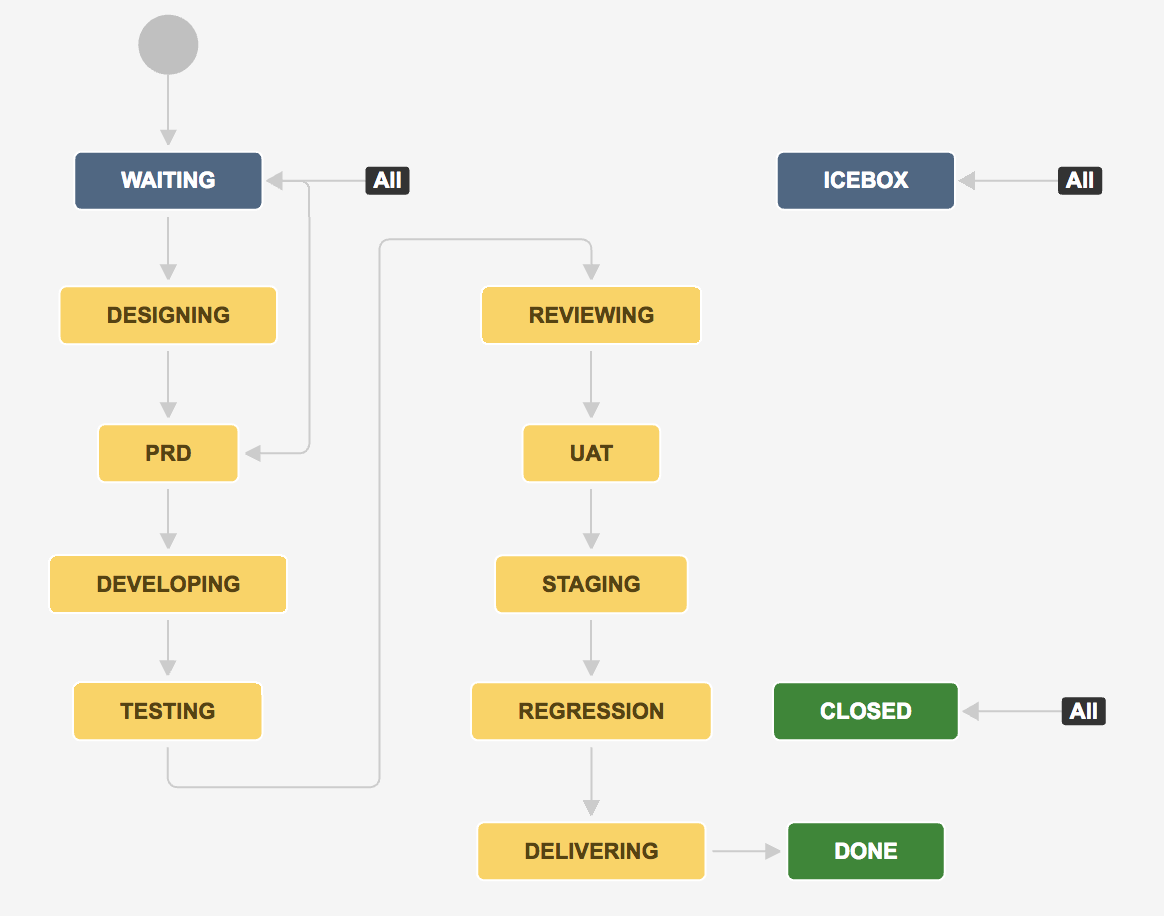 WAITING
All
ICEBOX
All
DESIGNING
REVIEWING
PRD
UAT
DEVELOPING
STAGING
TESTING
REGRESSION
CLOSED
All
DELIVERING
DONE